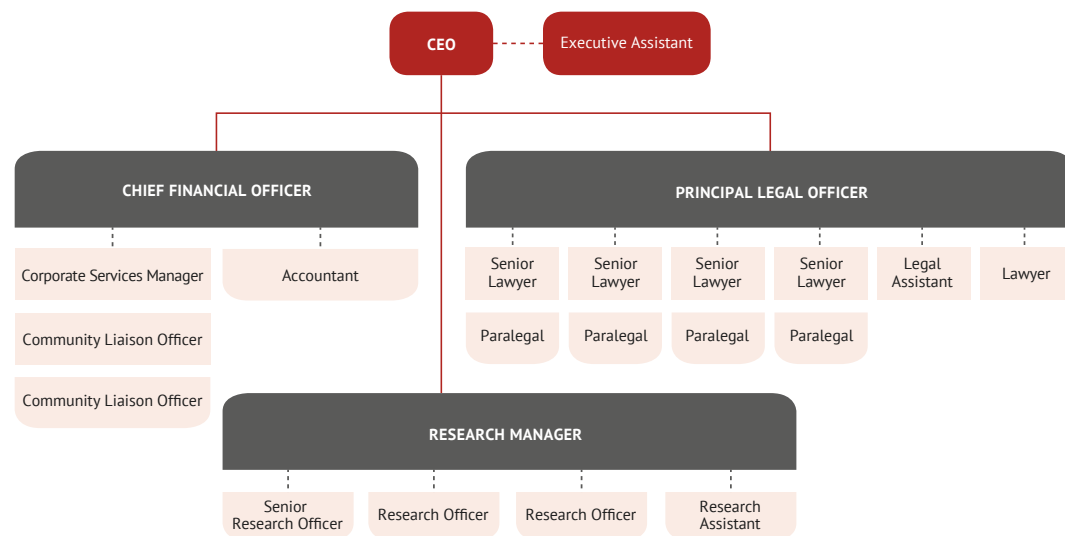 CEO
Executive Assistant
CHIEF FINANCIAL OFFICER
PRINCIPAL LEGAL OFFICER
Corporate Services Manager
Accountant
Senior
Lawyer
Senior
Lawyer
Senior
Lawyer
Senior
Lawyer
Legal
Assistant
Lawyer
Community Liaison Officer
Paralegal
Paralegal
Paralegal
Paralegal
Community Liaison Officer
RESEARCH MANAGER
Senior
Research Officer
Research Officer
Research Officer
Research
Assistant